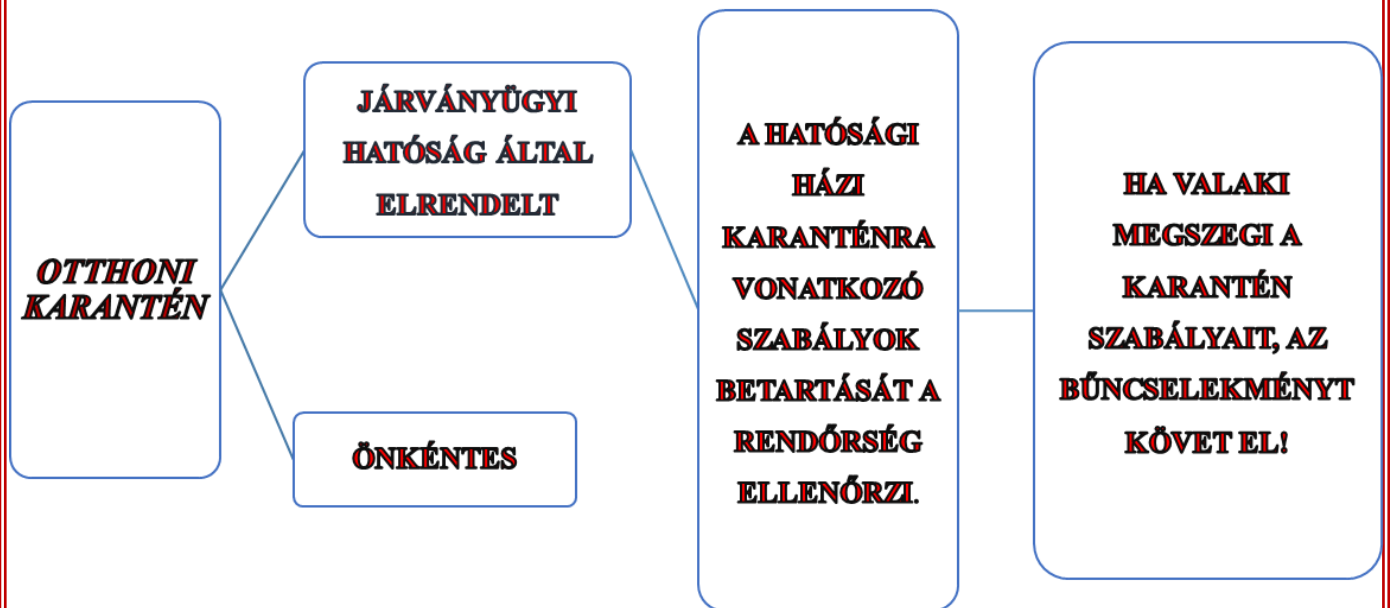 OTTHONI
KARANTÉN
JÁRVÁNYÜGYI
HATÓSÁG ÁLTAL
ELRENDELT
ÖNKÉNTES
A HATÓSÁGI
HÁZI
KARANTÉNRA
VONATKOZÓ
SZABÁLYOK
BETARTÁSÁT A
RENDŐRSÉG
ELLENŐRZI.
HA VALAKI
MEGSZEGI A
KARANTÉN
SZABÁLYAIT, AZ
BŰNCSELEKMÉNYT
KÖVET EL!